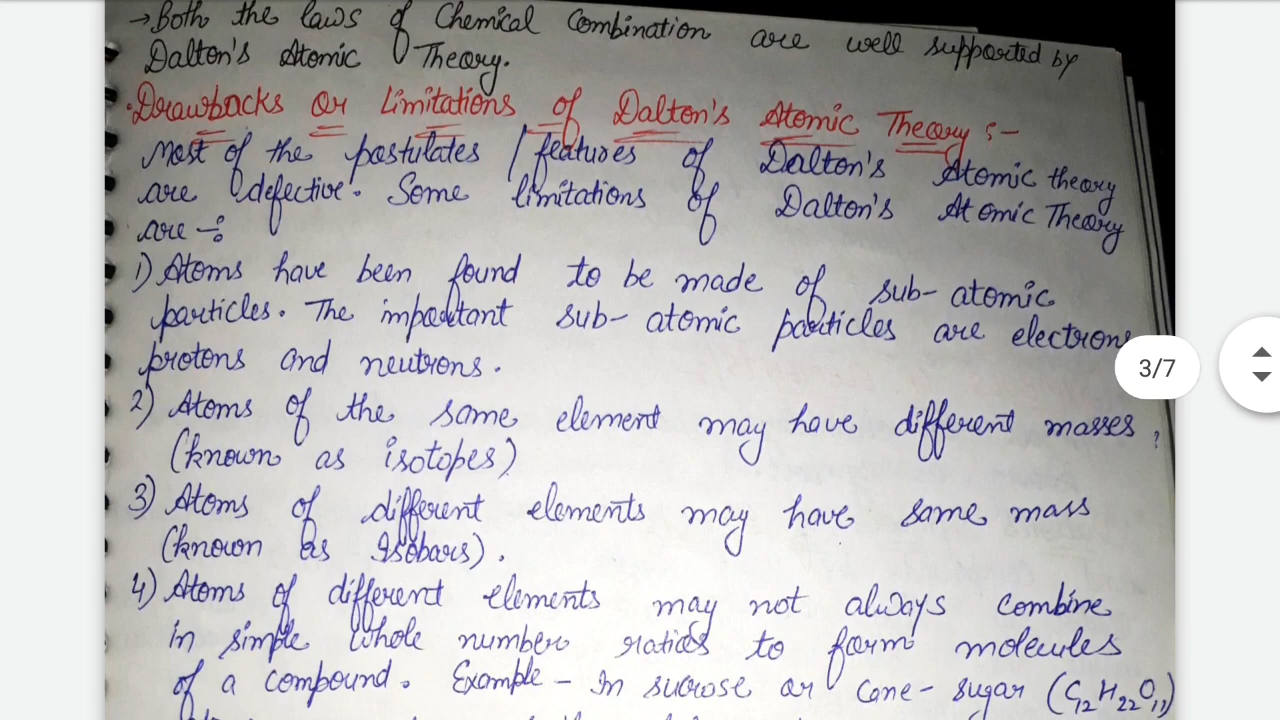 →Both the laws of Chemical Combination are well supported by
Dalton's Atomic Theory.
·Drawbacks or Limitations of Dalton's Atomic Theory :-
Most of the postulates / features of Dalton's Atomic theory
are defective. Some limitations of Dalton's Atomic Theory
are -:
1) Atoms have been found to be made of sub-atomic
particles. The important sub-atomic particles are electrons
protons and neutrons.
3/7
2) Atoms of the same element may have different masses.
(known as isotopes)
3) Atoms of different elements may have same mass
(known as Isobars).
4) Atoms of different elements may not always combine
in simple whole number ratios to form molecules
of a compound. Example - In sucrose or Cane-sugar (C12H22O11)